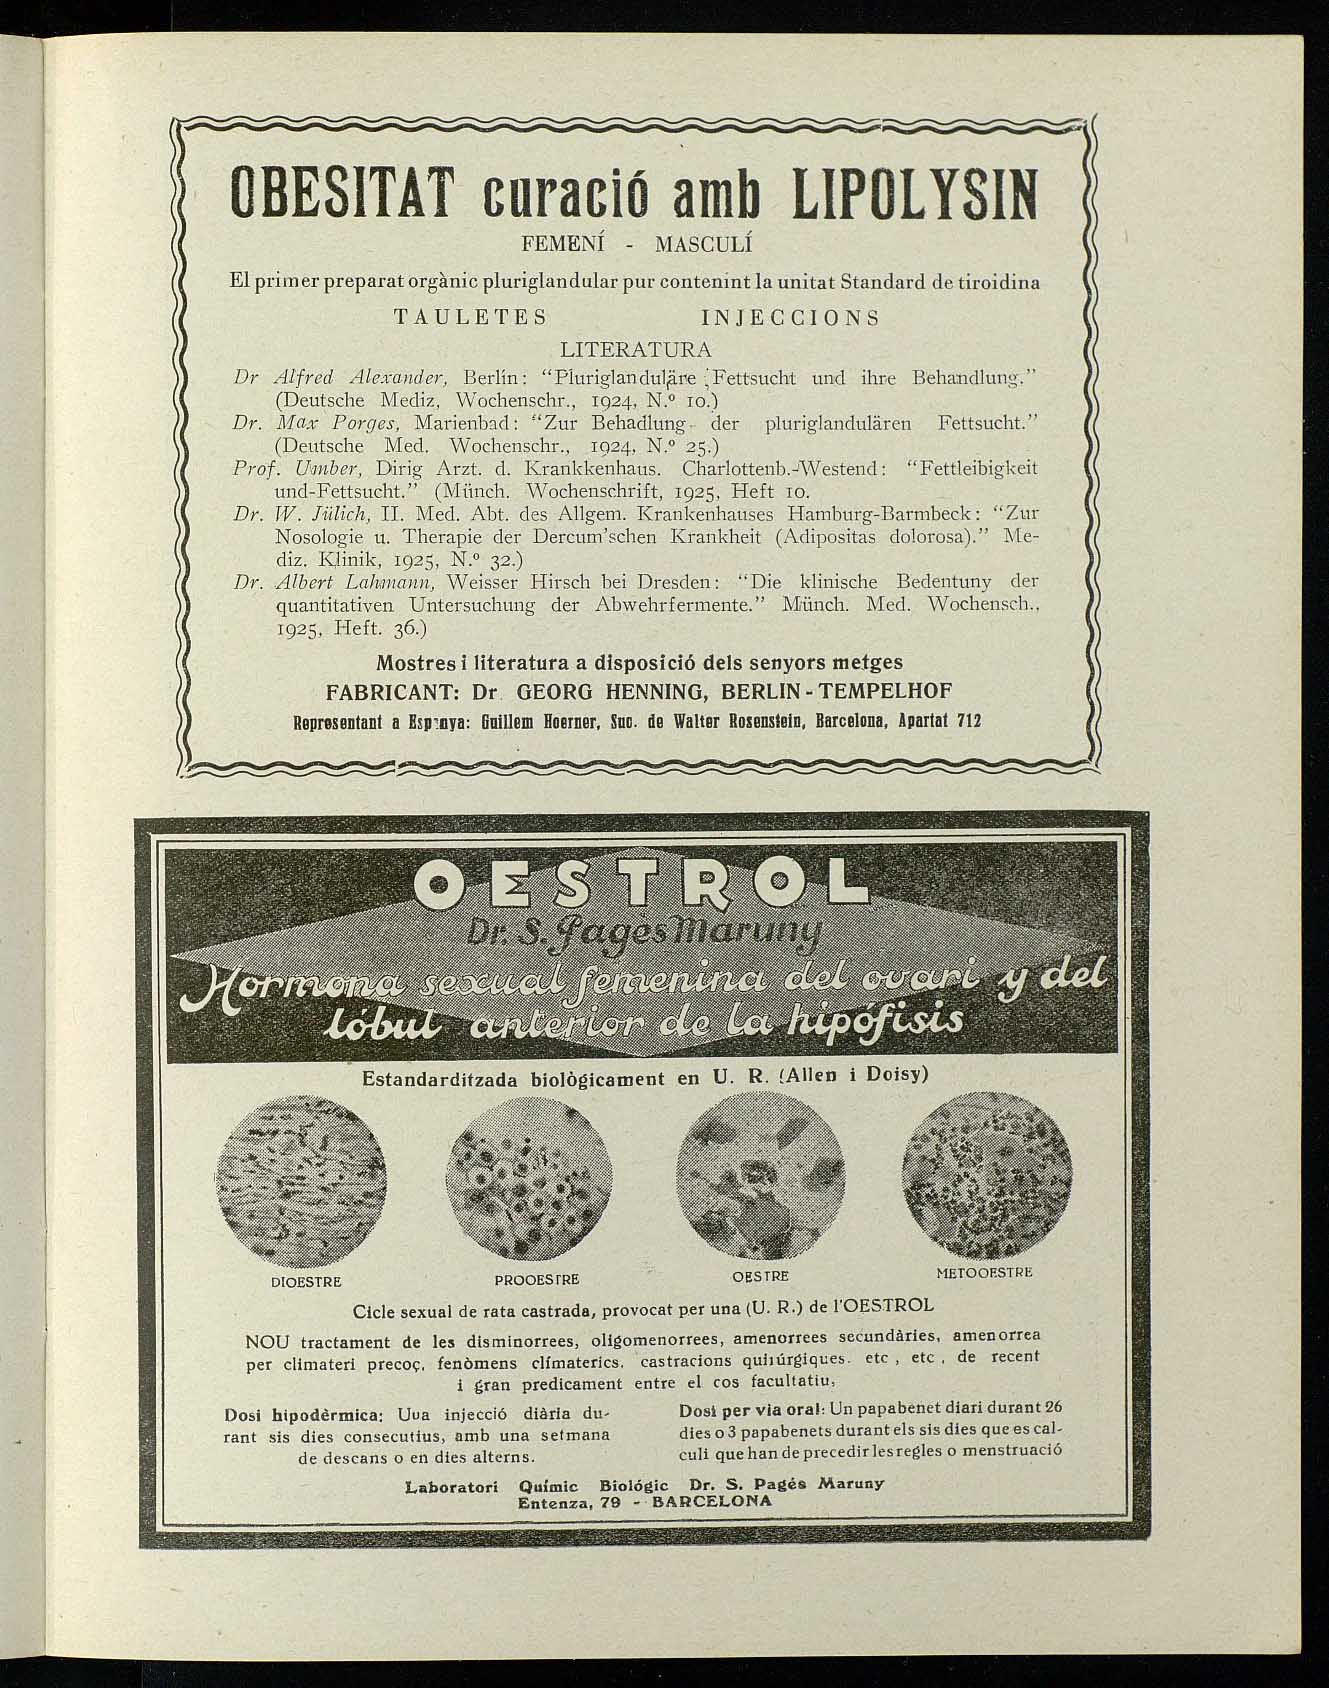 OBESITAT curació amb LIPOLYSIN
FEMENÍ - MASCULÍ
El primer preparat orgànic pluriglandular pur contenint la unitat Standard de tiroidina
TAULETES INJECCIONS
LITERATURA
Dr Alfred Alexander, Berlín: “Pluriglanduläre Fettsucht und ihre Behandlung.”
(Deutsche Mediz, Wochenschr., 1924, N.º 10.)
Dr. Max Porges, Marienbad: “Zur Behadlung der pluriglandulären Fettsucht.”
(Deutsche Med. Wochenschr., 1924, N.º 25.)
Prof. Umber, Dirig Arzt. d. Krankkenhaus. Charlottenb.-Westend: “Fettleibigkeit
und-Fettsucht.” (Münch. Wochenschrift, 1925, Heft 10.
Dr. W. Jülich, II. Med. Abt. des Allgem. Krankenhauses Hamburg-Barmbeck: “Zur
Nosologie u. Therapie der Dercum’schen Krankheit (Adipositas dolorosa).” Me-
diz. Klinik, 1925, N.º 32.)
Dr. Albert Lahmann, Weisser Hirsch bei Dresden: “Die klinische Bedentuny der
quantitativen Untersuchung der Abwehrfermente.” Münch. Med. Wochensch.,
1925, Heft. 36.)
Mostres i literatura a disposició dels senyors metges
FABRICANT: Dr. GEORG HENNING, BERLIN-TEMPELHOF
Representant a Espanya: Guillem Hoerner, Suc. de Walter Rosenstein, Barcelona, Apartat 712
OESTROL
Dr. S. Pagès Maruny
Hormona sexual femenina del ovari y del
lóbul anterior de la hipófisis
Estandarditzada biològicament en U. R. (Allen i Doisy)
DIOESTRE PROOESTRE OESTRE METOOESTRE
Cicle sexual de rata castrada, provocat per una (U. R.) de l'OESTROL
NOU tractament de les disminorrees, oligomenorrees, amenorrees secundàries, amenorrea
per climateri precoç, fenòmens clímaterics, castracions quirúrgiques. etc, etc, de recent
i gran predicament entre el cos facultatiu,
Dosi hipodèrmica: Uua injecció diària du-
rant sis dies consecutius, amb una setmana
de descans o en dies alterns.
Dosi per via oral: Un papabenet diari durant 26
dies o 3 papabenets durant els sis dies que es cal-
culi que han de precedir les regles o menstruació
Laboratori Químic Biológic Dr. S. Pagés Maruny
Entenza, 79 - BARCELONA